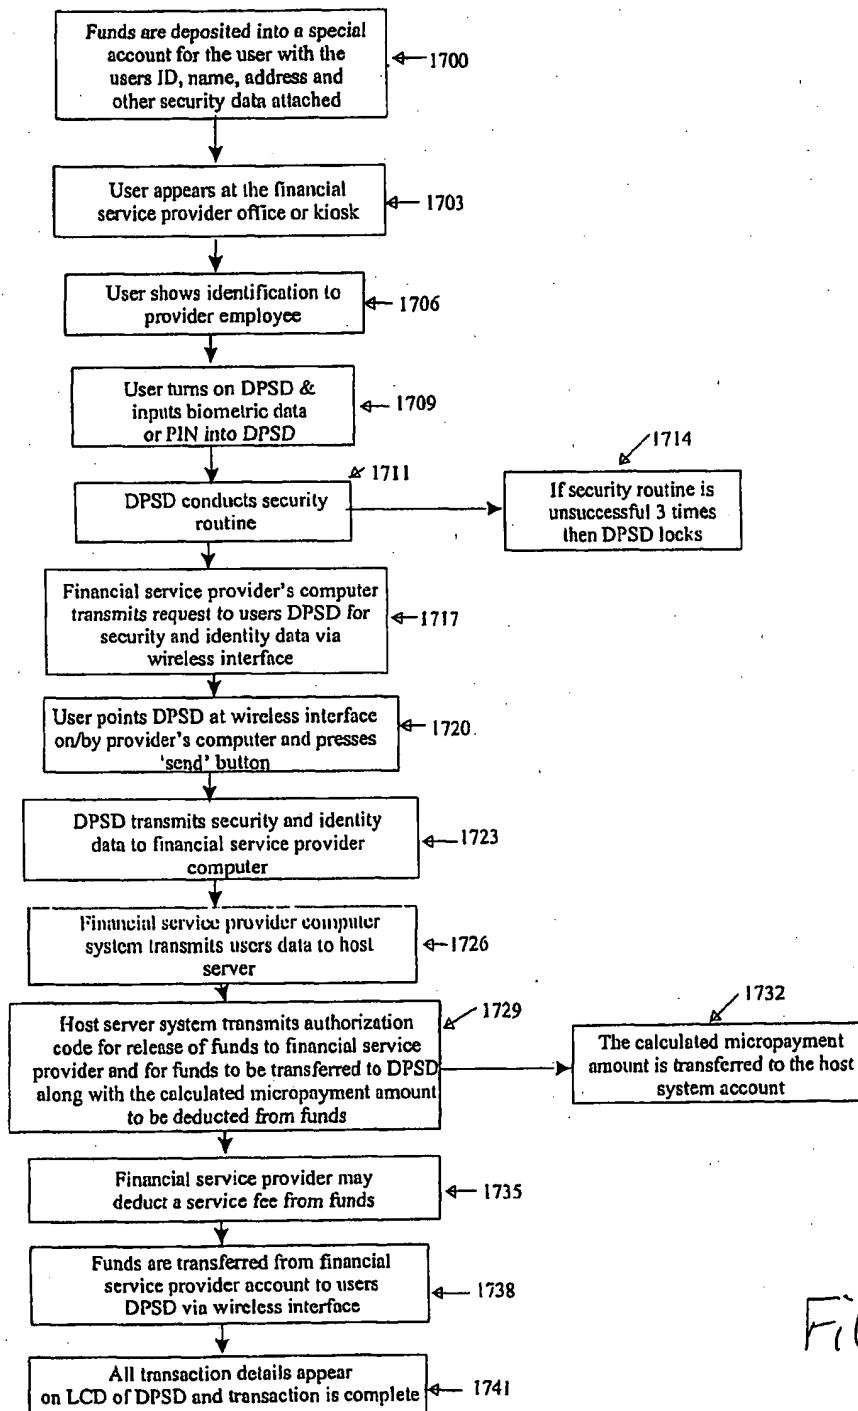 Funds are deposited into a special
account for the user with the
users ID, name, address and
other security data attached
1700
User appears at the financial
service provider office or kiosk
1703
User shows identification to
provider employee
1706
User turns on DPSD &
inputs biometric data
or PIN into DPSD
1709
1711
DPSD conducts security
routine
1714
If security routine is
unsuccessful 3 times
then DPSD locks
Financial service provider's computer
transmits request to users DPSD for
security and identity data via
wireless interface
1717
User points DPSD at wireless interface
on/by provider's computer and presses
'send' button
1720
DPSD transmits security and identity
data to financial service provider
computer
1723
Financial service provider computer
system transmits users data to host
server
1726
Host server system transmits authorization
code for release of funds to financial service
provider and for funds to be transferred to DPSD
along with the calculated micropayment amount
to be deducted from funds
1729
1732
The calculated micropayment
amount is transferred to the host
system account
Financial service provider may
deduct a service fee from funds
1735
Funds are transferred from financial
service provider account to users
DPSD via wireless interface
1738
All transaction details appear
on LCD of DPSD and transaction is complete
1741